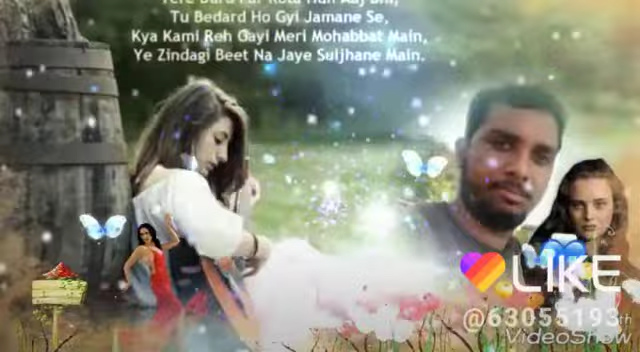 Tu Bedard Ho Gyi Jamane Se,
Kya Kami Reh Gayi Meri Mohabbat Main,
Ye Zindagi Beet Na Jaye Suljhane Main.
LIKE
@63055193th
VideoShow